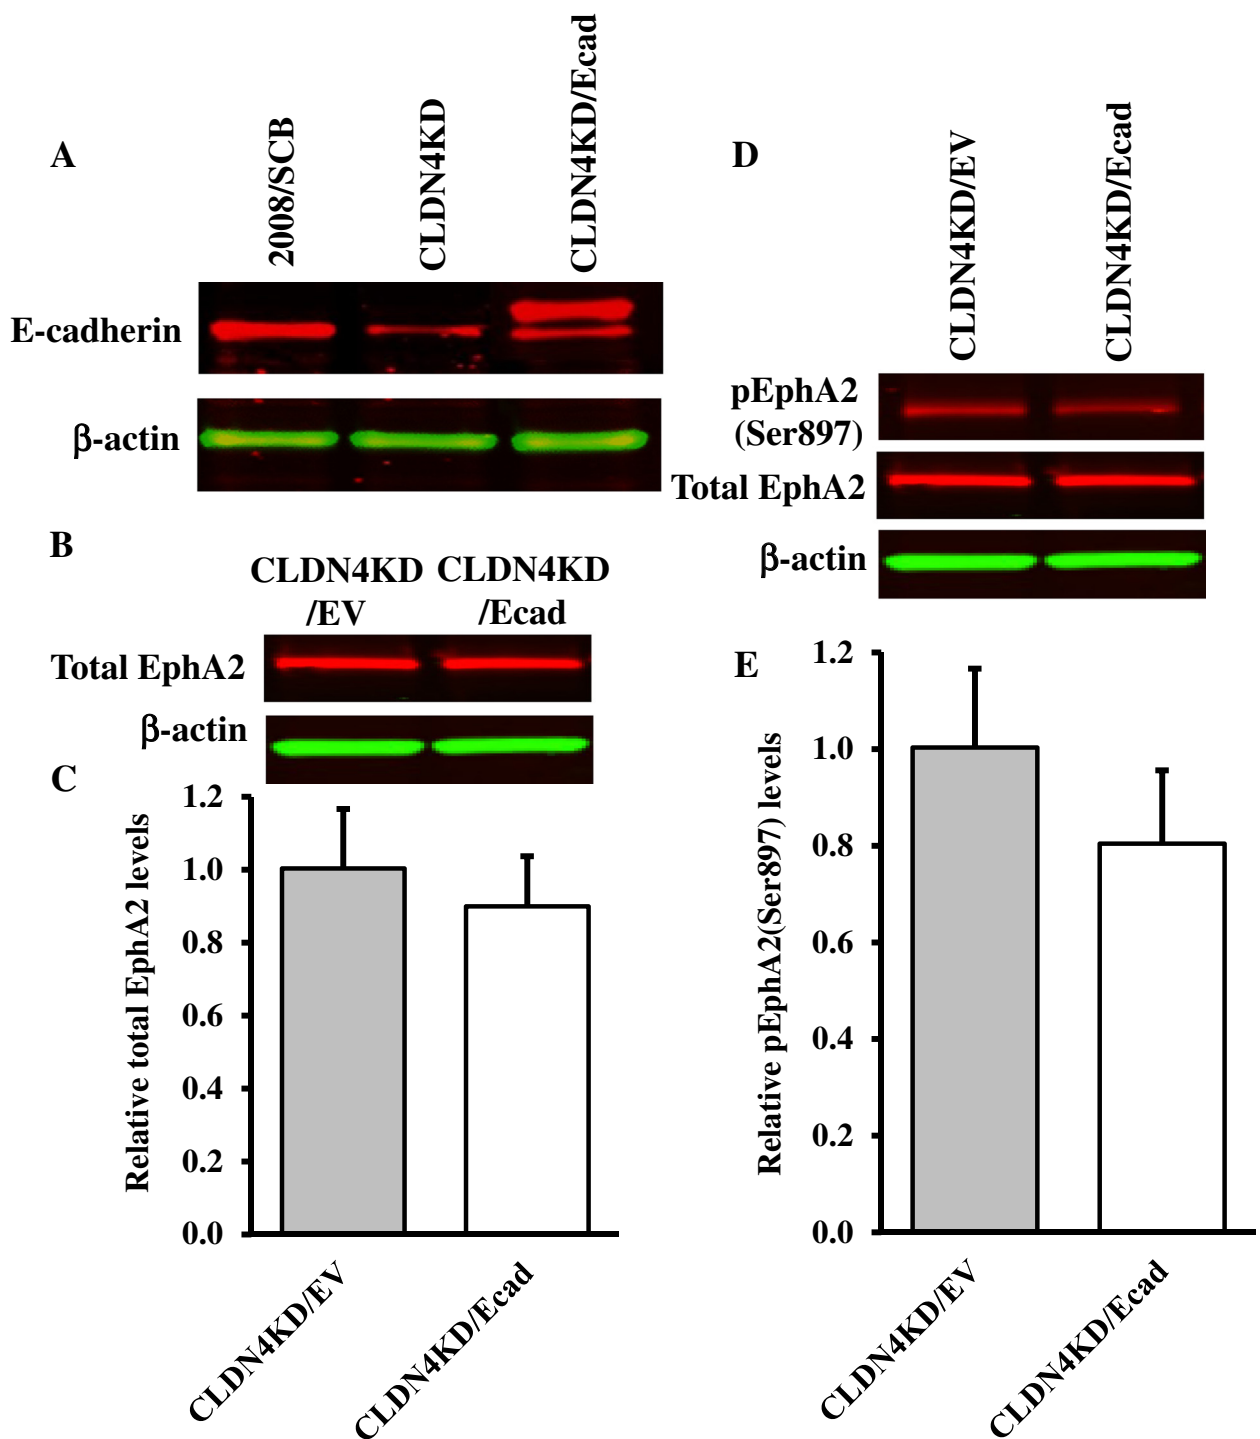 A
2008/SCB
CLDN4KD
CLDN4KD/Ecad
E-cadherin
β-actin
B
CLDN4KD CLDN4KD
/EV /Ecad
Total EphA2
β-actin
C
Relative total EphA2 levels
1.2
1.0
0.8
0.6
0.4
0.2
0.0
CLDN4KD/EV
CLDN4KD/Ecad
D
CLDN4KD/EV
CLDN4KD/Ecad
pEphA2
(Ser897)
Total EphA2
β-actin
E
Relative pEphA2(Ser897) levels
1.2
1.0
0.8
0.6
0.4
0.2
0.0
CLDN4KD/EV
CLDN4KD/Ecad